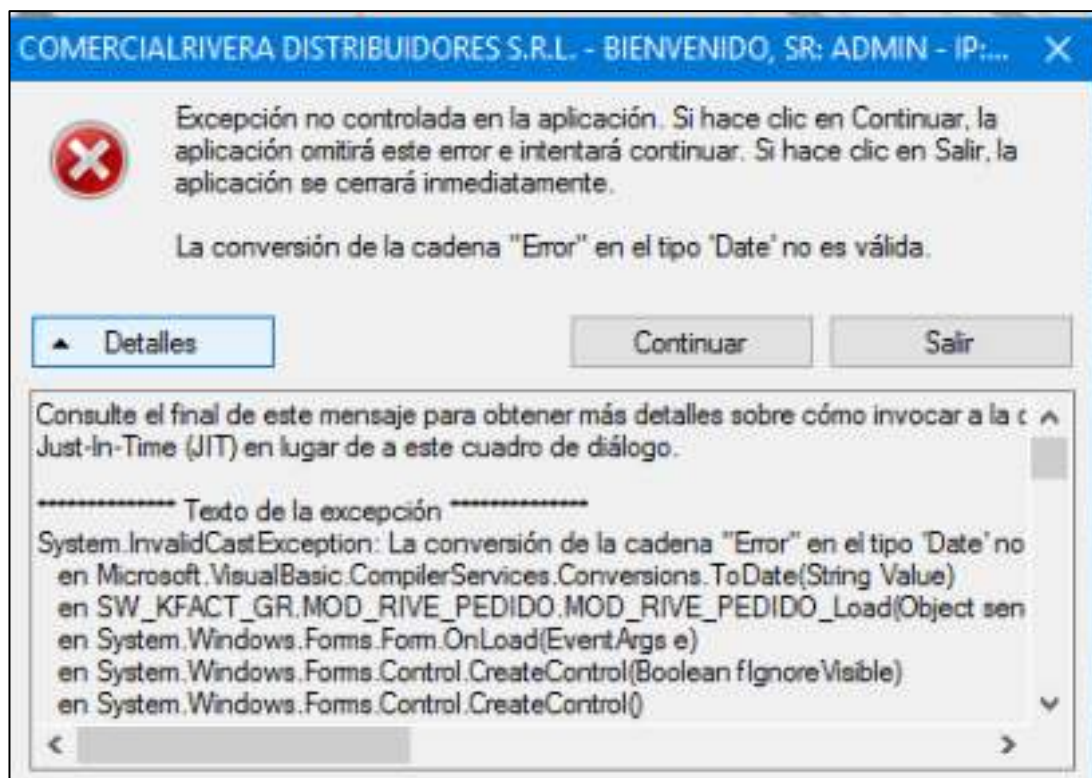 COMERCIALRIVERA DISTRIBUIDORES S.R.L. - BIENVENIDO, SR: ADMIN - IP:...
Excepción no controlada en la aplicación. Si hace clic en Continuar, la
aplicación omitirá este error e intentará continuar. Si hace clic en Salir, la
aplicación se cerrará inmediatamente.
La conversión de la cadena "Error" en el tipo 'Date' no es válida.
Detalles
Continuar
Salir
Consulte el final de este mensaje para obtener más detalles sobre cómo invocar a la
Just-In-Time (JIT) en lugar de a este cuadro de diálogo.
************** Texto de la excepción **************
System.InvalidCastException: La conversión de la cadena "Error" en el tipo 'Date' no
en Microsoft.VisualBasic.CompilerServices.Conversions.ToDate(String Value)
en SW_KFACT_GR.MOD_RIVE_PEDIDO.MOD_RIVE_PEDIDO_Load(Object sen
en System.Windows.Forms.Form.OnLoad(EventArgs e)
en System.Windows.Forms.Control.CreateControl(Boolean fIgnoreVisible)
en System.Windows.Forms.Control.CreateControl()